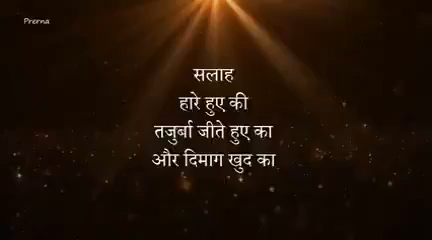 Prerna
सलाह
हारे हुए की
तजुर्बा जीते हुए का
और दिमाग खुद का